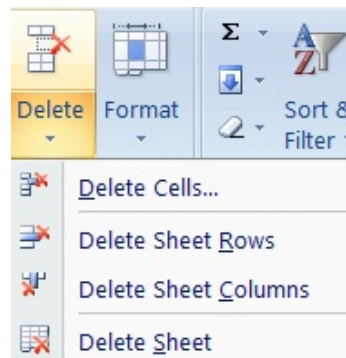 Σ
A
Z
Delete Format Sort &
Filter
Delete Cells...
Delete Sheet Rows
Delete Sheet Columns
Delete Sheet